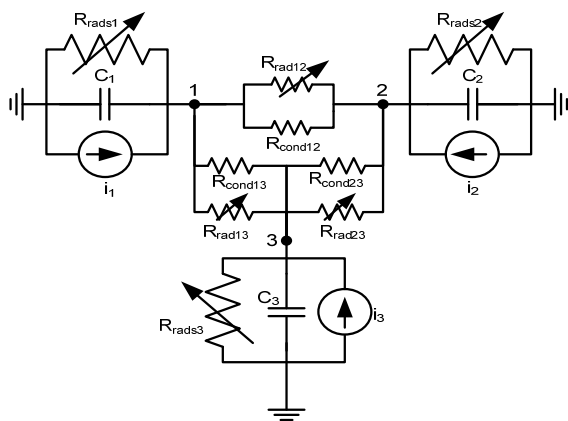 Rrads1
Rrads2
C1
1
Rrad12
2
C2
Rcond12
i1
i2
Rcond13
Rcond23
Rrad13
Rrad23
3
Rrads3
C3
i3